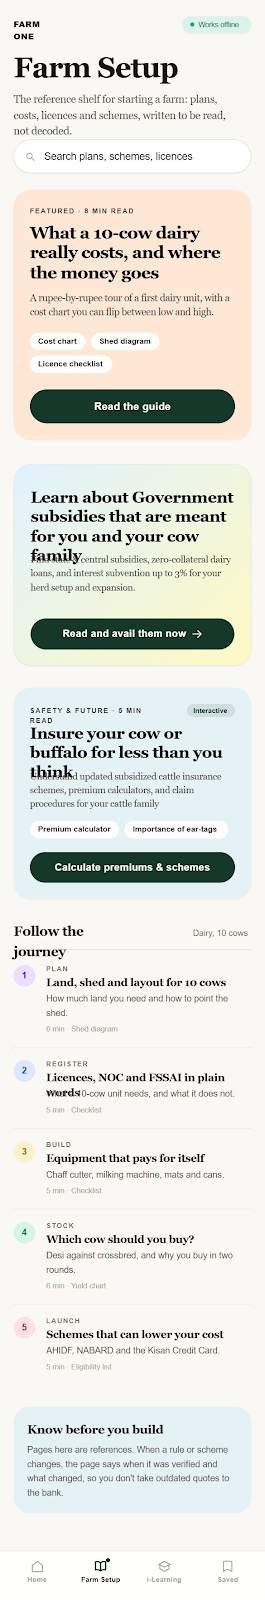 FARM
ONE
Works offline
Farm Setup
The reference shelf for starting a farm: plans,
costs, licences and schemes, written to be read,
not decoded.
Search plans, schemes, licences
FEATURED · 8 MIN READ
What a 10-cow dairy
really costs, and where
the money goes
A rupee-by-rupee tour of a first dairy unit, with a
cost chart you can flip between low and high.
Cost chart
Shed diagram
Licence checklist
Read the guide
Learn about Government
subsidies that are meant
for you and your cow
family
central subsidies, zero-collateral dairy
loans, and interest subvention up to 3% for your
herd setup and expansion.
Read and avail them now →
SAFETY & FUTURE · 5 MIN
READ
Interactive
Insure your cow or
buffalo for less than you
think
Understand updated subsidized cattle insurance
schemes, premium calculators, and claim
procedures for your cattle family
Premium calculator
Importance of ear-tags
Calculate premiums & schemes
Follow the
journey
Dairy, 10 cows
1
PLAN
Land, shed and layout for 10 cows
How much land you need and how to point the
shed.
6 min · Shed diagram
2
REGISTER
Licences, NOC and FSSAI in plain
words
10-cow unit needs, and what it does not.
5 min · Checklist
3
BUILD
Equipment that pays for itself
Chaff cutter, milking machine, mats and cans.
5 min · Checklist
4
STOCK
Which cow should you buy?
Desi against crossbred, and why you buy in two
rounds.
6 min · Yield chart
5
LAUNCH
Schemes that can lower your cost
AHIDF, NABARD and the Kisan Credit Card.
5 min · Eligibility list
Know before you build
Pages here are references. When a rule or scheme
changes, the page says when it was verified and
what changed, so you don't take outdated quotes to
the bank.
Home
Farm Setup
I-Learning
Saved